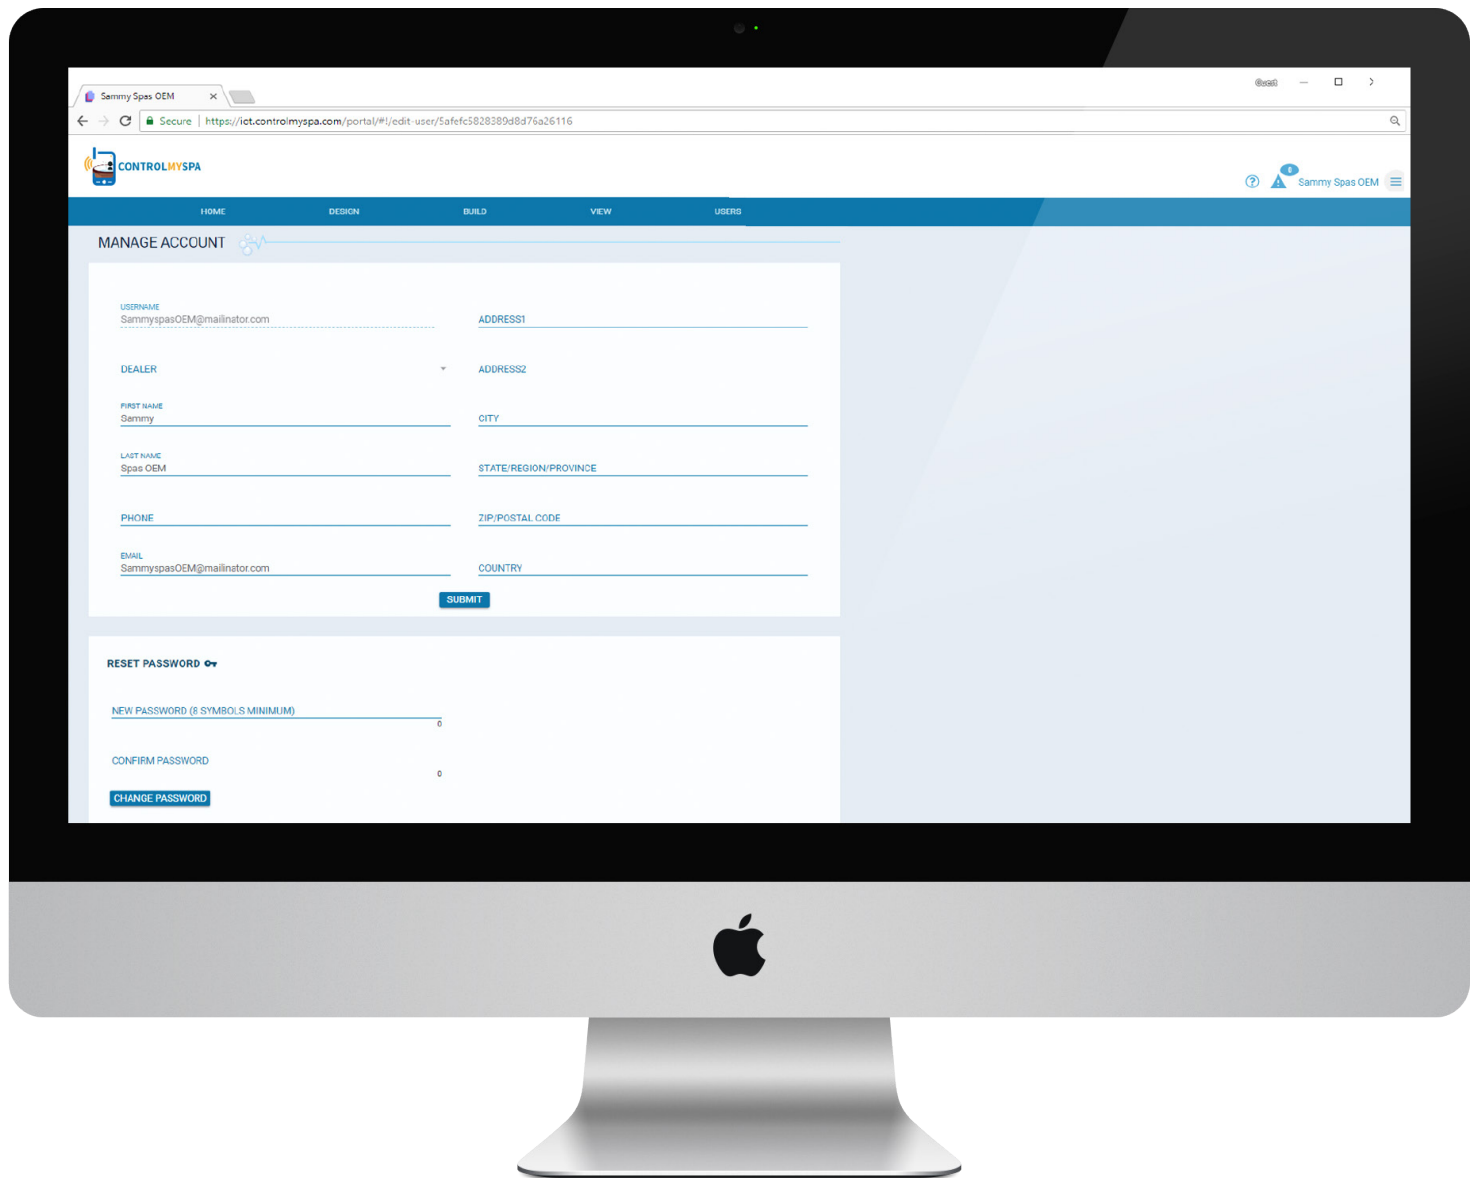 Guest
Sammy Spas OEM
Secure | https://ict.controlmyspa.com/portal/#!/edit-user/5afefc5828389d8d76a26116
CONTROLMYSPA
0
Sammy Spas OEM
HOME DESIGN BUILD VIEW USERS
MANAGE ACCOUNT
USERNAME
SammyspasOEM@mailinator.com
ADDRESS1
DEALER
ADDRESS2
FIRST NAME
Sammy
CITY
LAST NAME
Spas OEM
STATE/REGION/PROVINCE
PHONE
ZIP/POSTAL CODE
EMAIL
SammyspasOEM@mailinator.com
COUNTRY
SUBMIT
RESET PASSWORD
NEW PASSWORD (8 SYMBOLS MINIMUM)
0
CONFIRM PASSWORD
0
CHANGE PASSWORD